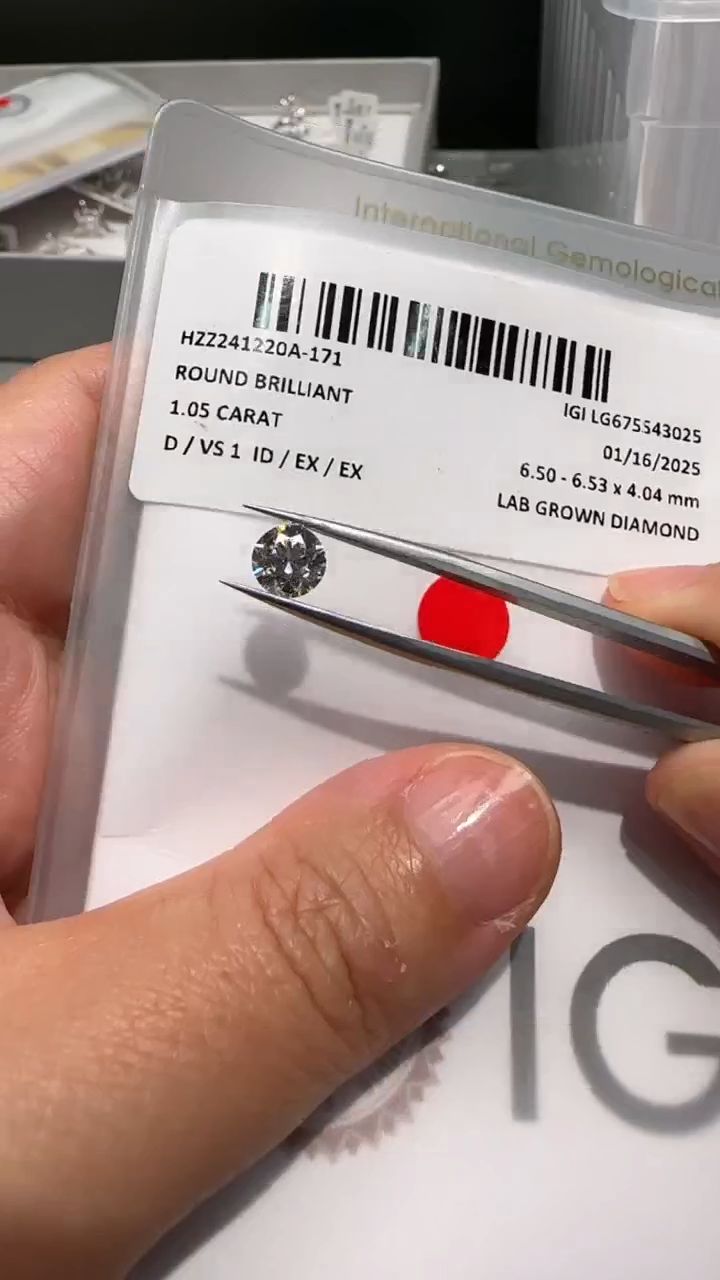 International Gemological
HZZ241220A-171
ROUND BRILLIANT
1.05 CARAT
D / VS 1 ID / EX / EX
IGI LG675543025
01/16/2025
6.50 - 6.53 x 4.04 mm
LAB GROWN DIAMOND
IG